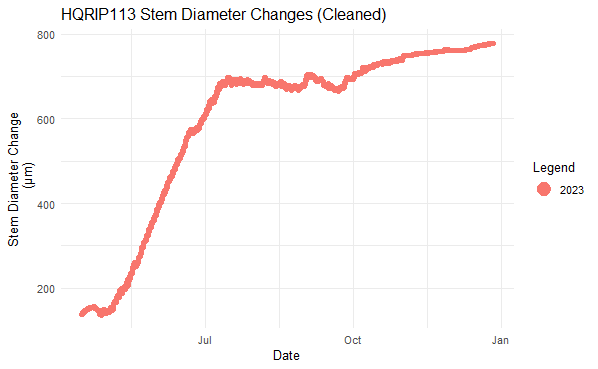 HQRIP113 Stem Diameter Changes (Cleaned)
800
600
400
200
Stem Diameter Change
(μm)
Jul
Oct
Jan
Date
Legend
2023